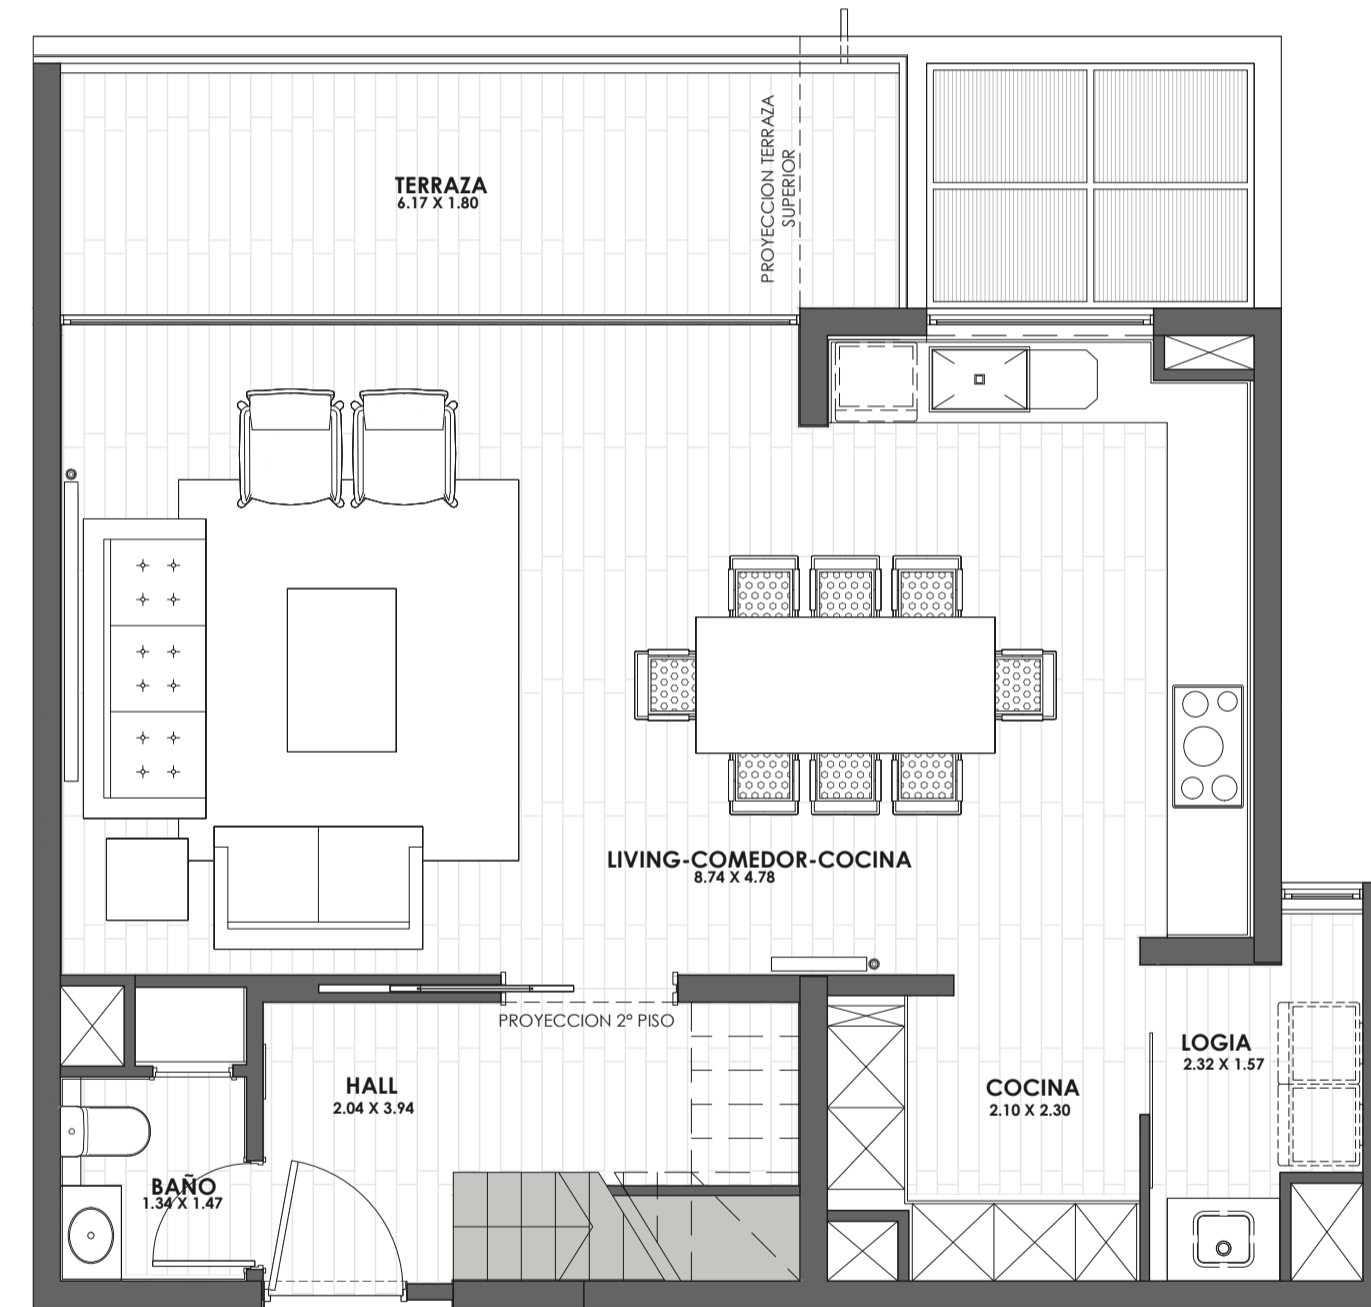 TERRAZA
6.17 X 1.80
PROYECCION TERRAZA
SUPERIOR
LIVING-COMEDOR-COCINA
8.74 X 4.78
PROYECCION 2º PISO
HALL
2.04 X 3.94
COCINA
2.10 X 2.30
LOGIA
2.32 X 1.57
BAÑO
1.34 X 1.47